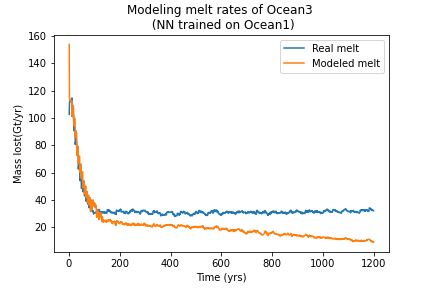 Modeling melt rates of Ocean3
(NN trained on Ocean1)
Mass lost(Gt/yr)
160
140
120
100
80
60
40
20
Real melt
Modeled melt
0
200
400
600
800
1000
1200
Time (yrs)